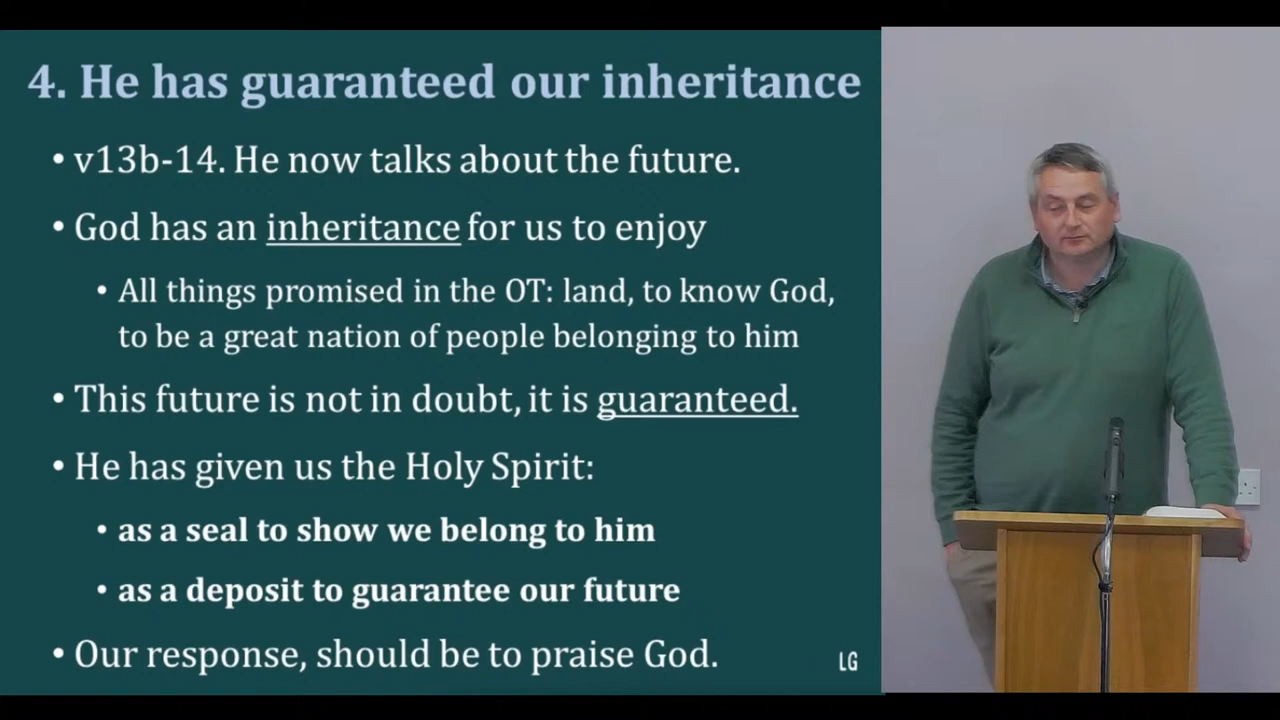 4. He has guaranteed our inheritance
• v13b-14. He now talks about the future.
• God has an inheritance for us to enjoy
• All things promised in the OT: land, to know God,
to be a great nation of people belonging to him
• This future is not in doubt, it is guaranteed.
• He has given us the Holy Spirit:
• as a seal to show we belong to him
• as a deposit to guarantee our future
• Our response, should be to praise God.
LG